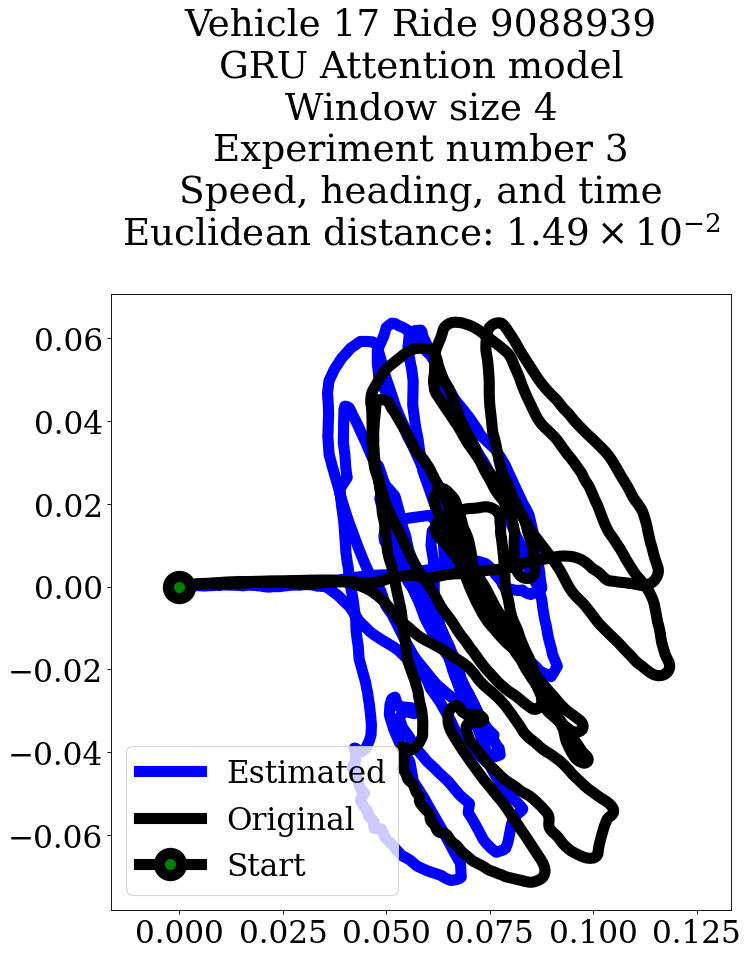 Vehicle 17 Ride 9088939
GRU Attention model
Window size 4
Experiment number 3
Speed, heading, and time
Euclidean distance: 1.49 × 10⁻²
0.06
0.04
0.02
0.00
−0.02
−0.04
−0.06
Estimated
Original
Start
0.000 0.025 0.050 0.075 0.100 0.125